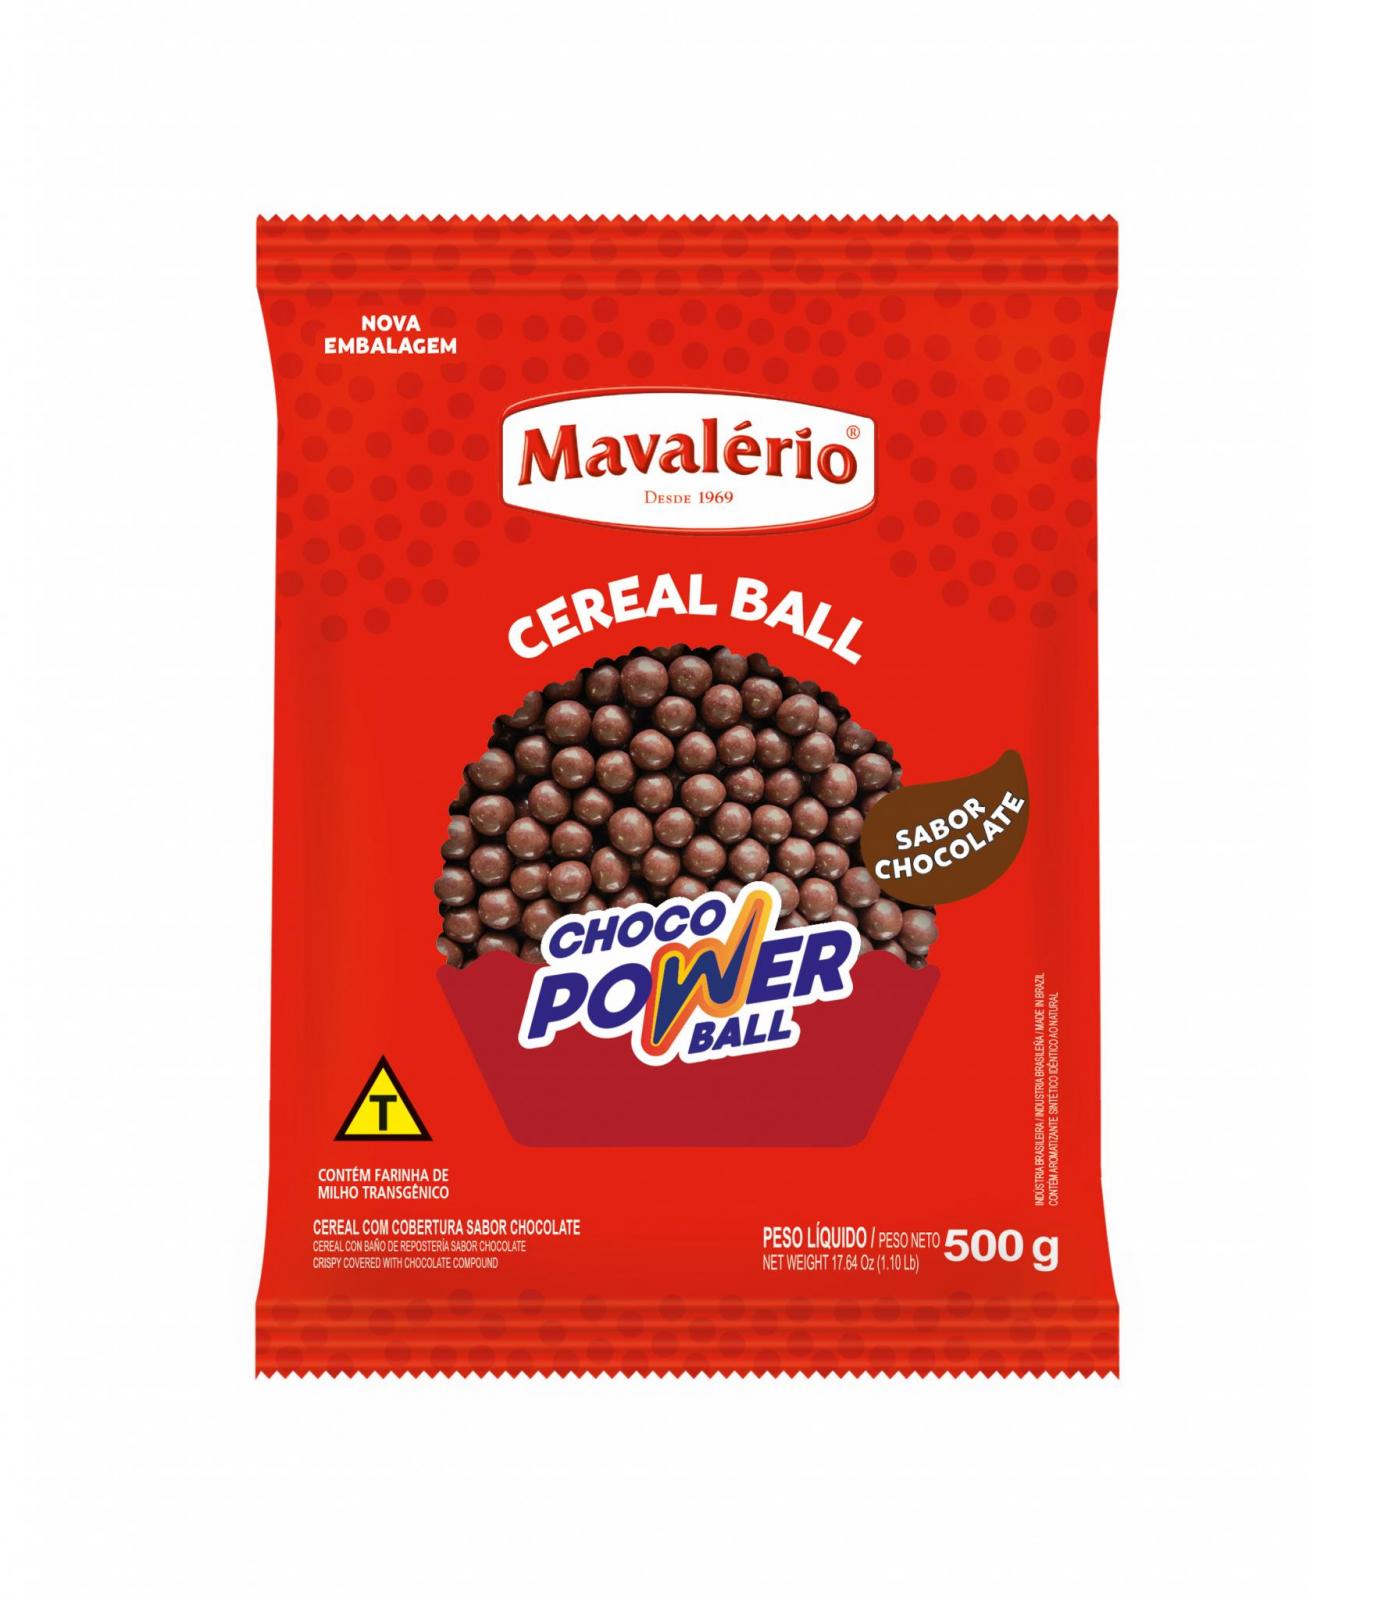 NOVA
EMBALAGEM
Mavalério®
DESDE 1969
CEREAL BALL
SABOR
CHOCOLATE
CHOCO
POWER
BALL
T
CONTÉM FARINHA DE
MILHO TRANSGÊNICO
CEREAL COM COBERTURA SABOR CHOCOLATE
CEREAL CON BAÑO DE REPOSTERÍA SABOR CHOCOLATE
CRISPY COVERED WITH CHOCOLATE COMPOUND
PESO LÍQUIDO / PESO NETO 500 g
NET WEIGHT 17.64 Oz (1.10 Lb)
INDÚSTRIA BRASILEIRA / INDUSTRIA BRASILEÑA / MADE IN BRAZIL
CONTÉM AROMATIZANTE SINTÉTICO IDÊNTICO AO NATURAL